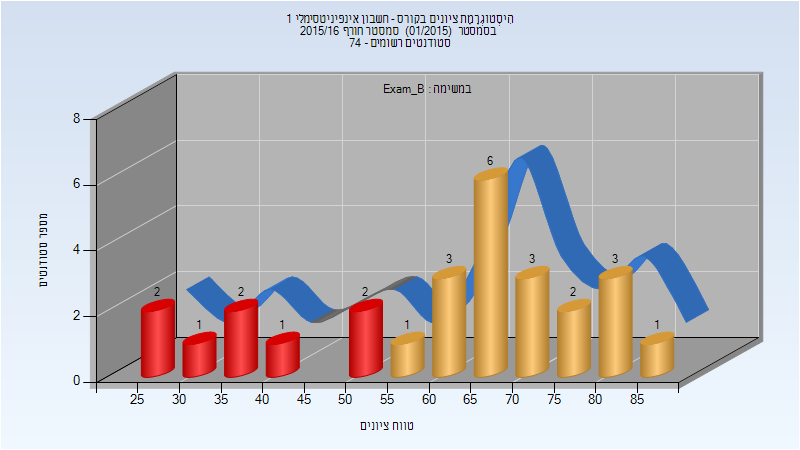 היסטוגרמת ציונים בקורס - חשבון אינפיניטסימלי 1
בסמסטר  (01/2015)  סמסטר חורף 2015/16
סטודנטים רשומים - 74
במשימה : Exam_B
מספר סטודנטים
8
6
4
2
0
2
1
2
1
2
1
3
6
3
2
3
1
25 30 35 40 45 50 55 60 65 70 75 80 85
טווח ציונים